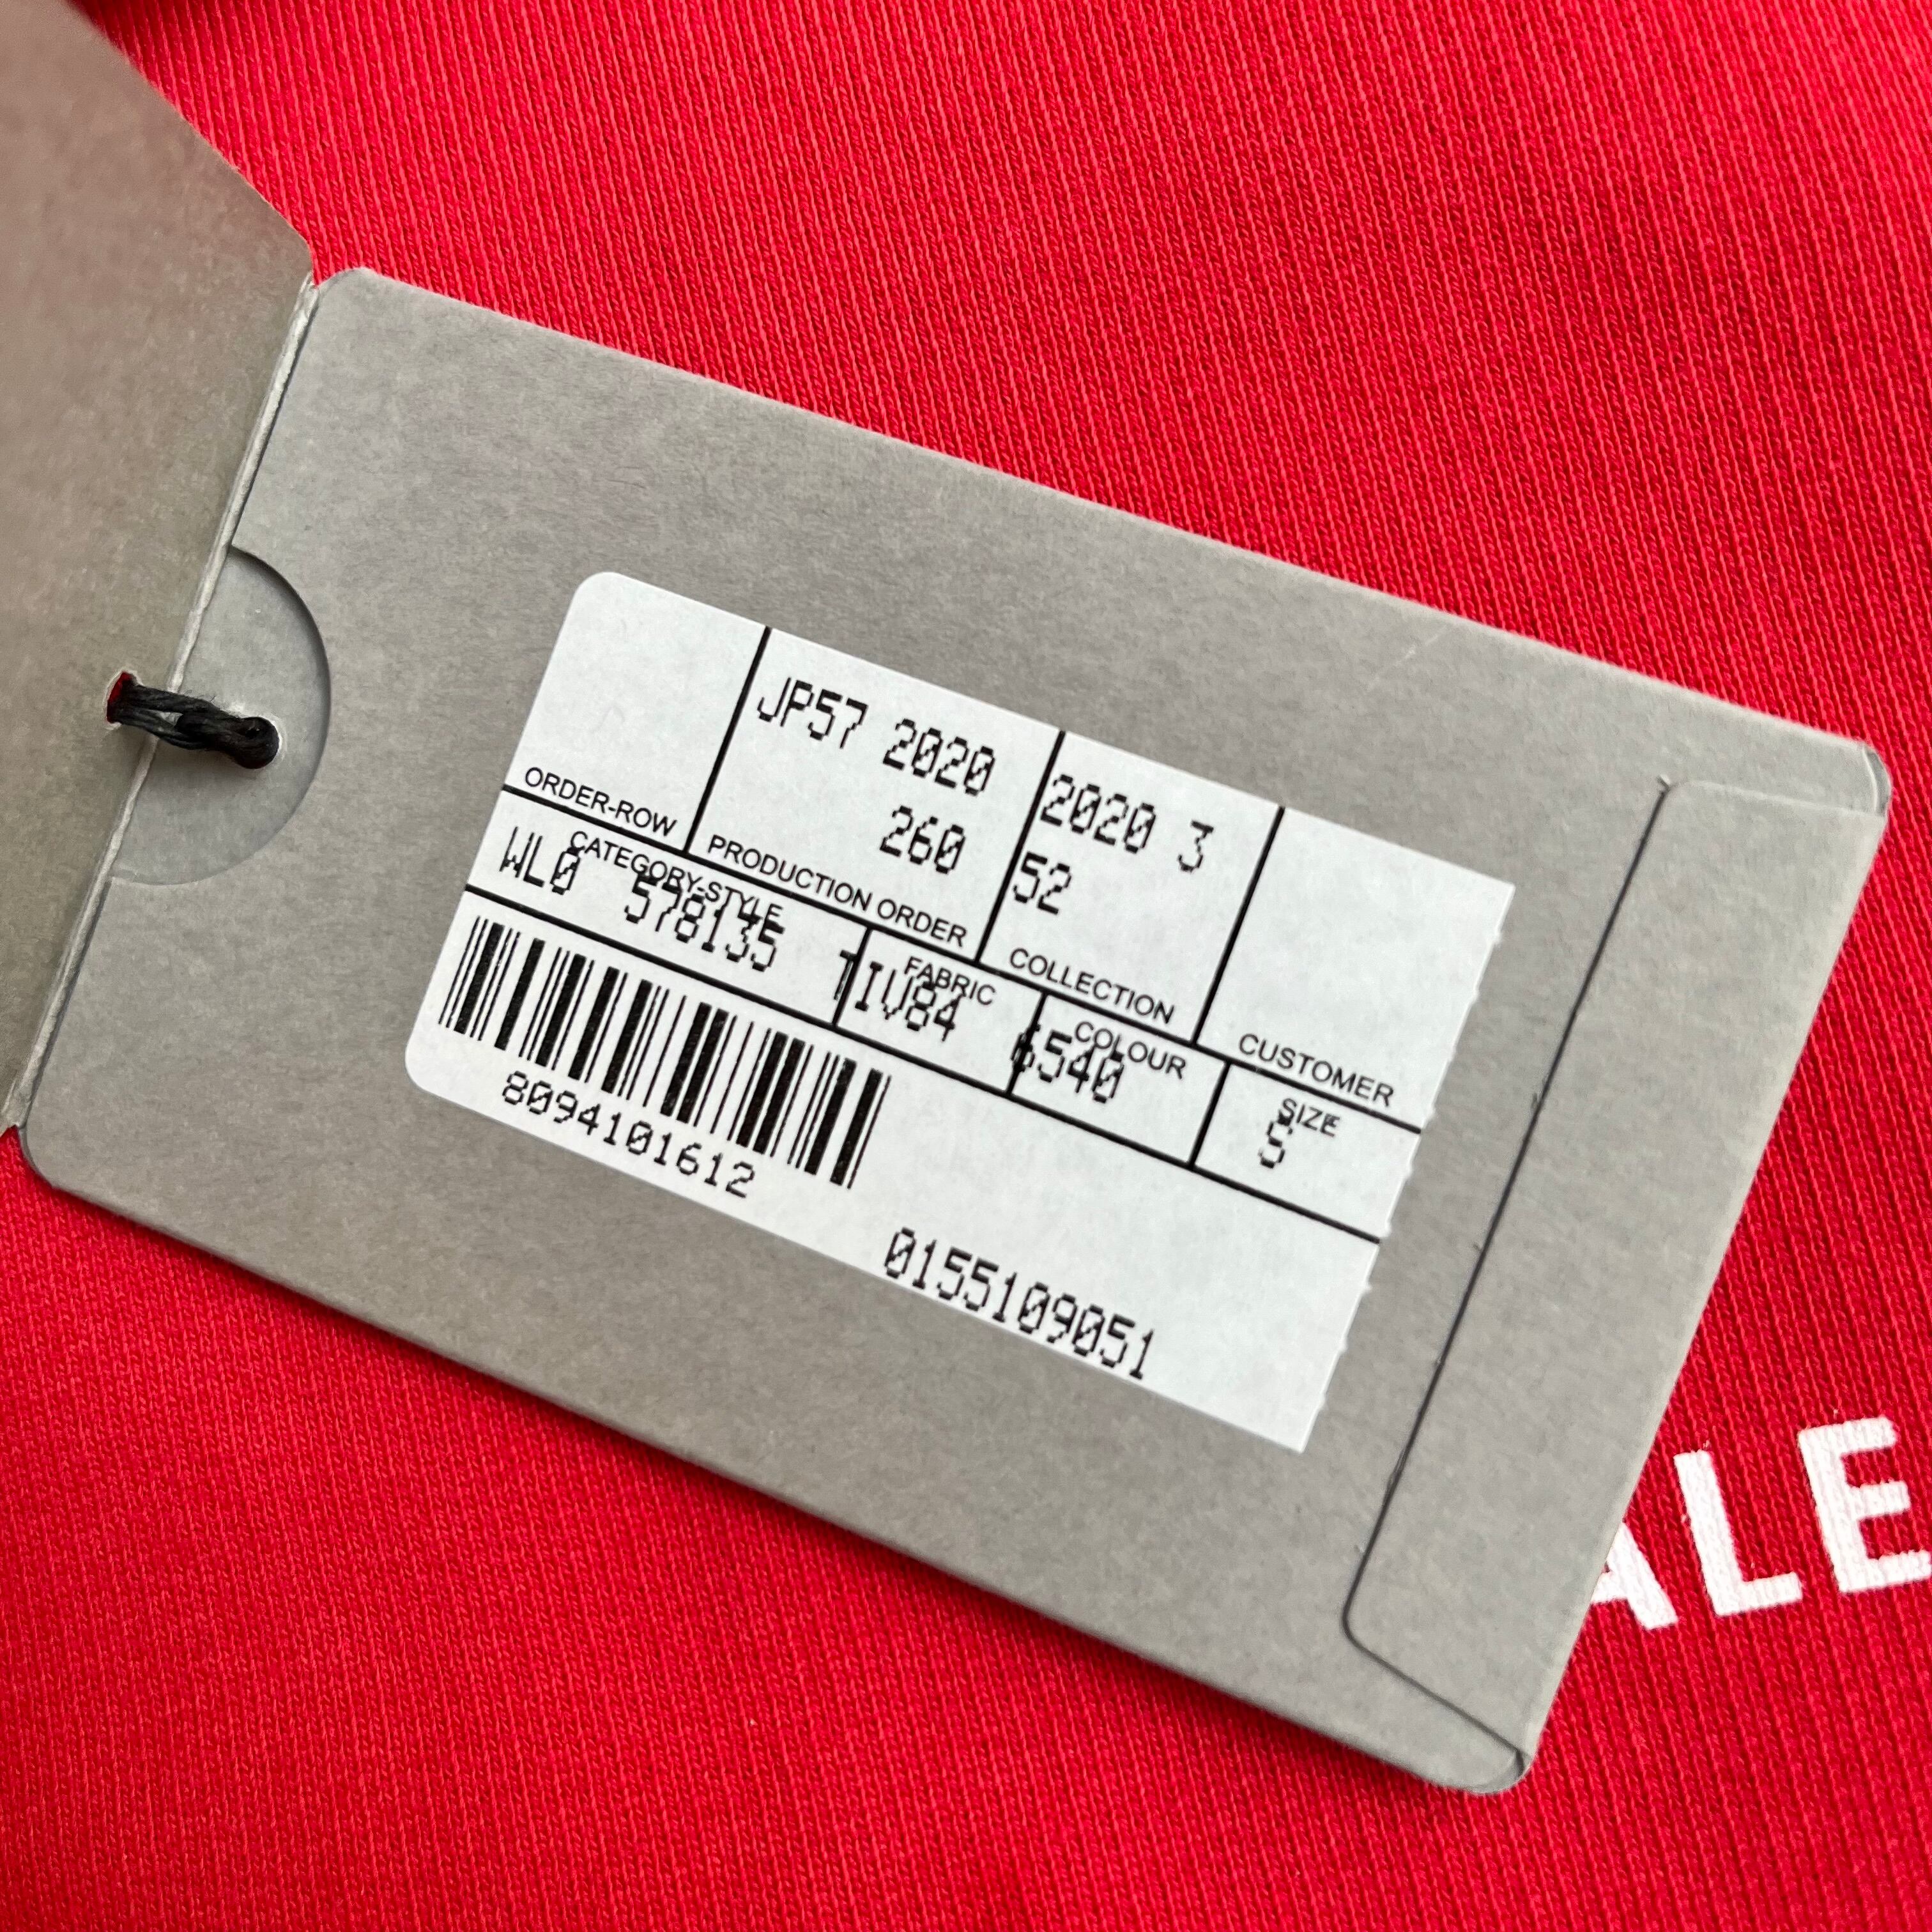 JP57 2020 2020 3
260 52
ORDER-ROW PRODUCTION ORDER COLLECTION CUSTOMER
CATEGORY-STYLE FABRIC COLOUR SIZE
WL0 578135 TIV84 6540 S
8094101612
0155109051
ALE